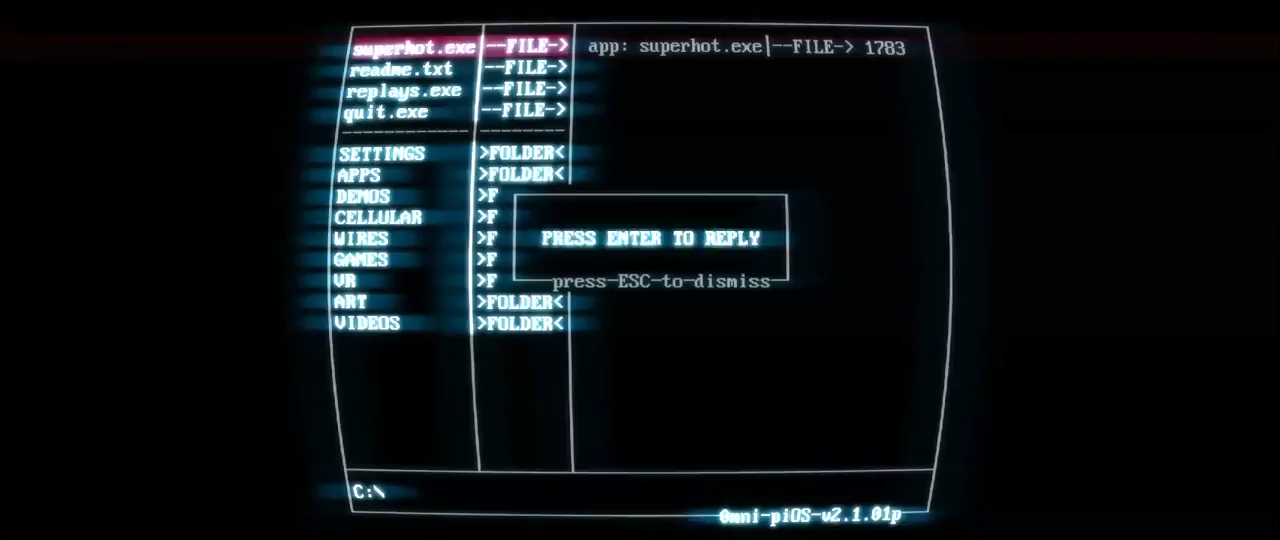 superhot.exe --FILE-> app: superhot.exe|--FILE-> 1783
readme.txt --FILE->
replays.exe --FILE->
quit.exe --FILE->
------------ --------
SETTINGS >FOLDER<
APPS >FOLDER<
DEMOS >F
CELLULAR >F
WIRES >F PRESS ENTER TO REPLY
GAMES >F
VR >F press-ESC-to-dismiss
ART >FOLDER<
VIDEOS >FOLDER<
C:\
Omni-piOS-v2.1.01p